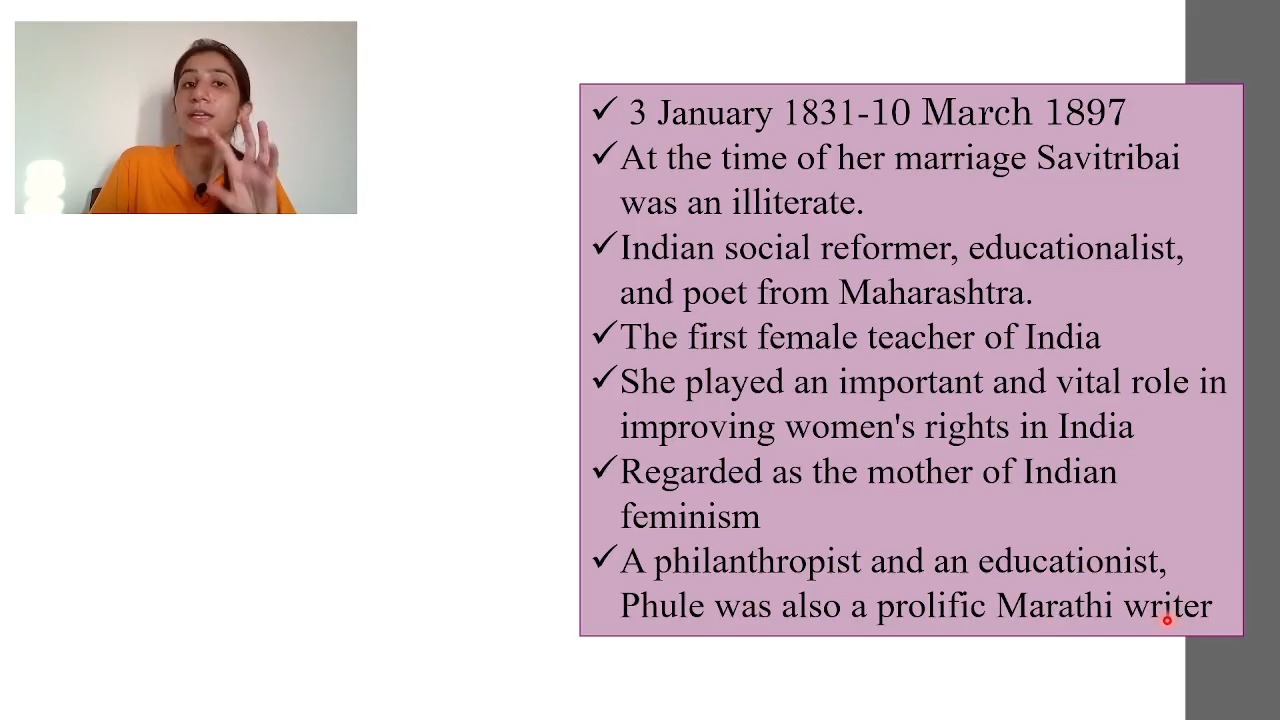 ✓ 3 January 1831-10 March 1897
✓At the time of her marriage Savitribai
was an illiterate.
✓Indian social reformer, educationalist,
and poet from Maharashtra.
✓The first female teacher of India
✓She played an important and vital role in
improving women's rights in India
✓Regarded as the mother of Indian
feminism
✓A philanthropist and an educationist,
Phule was also a prolific Marathi writer